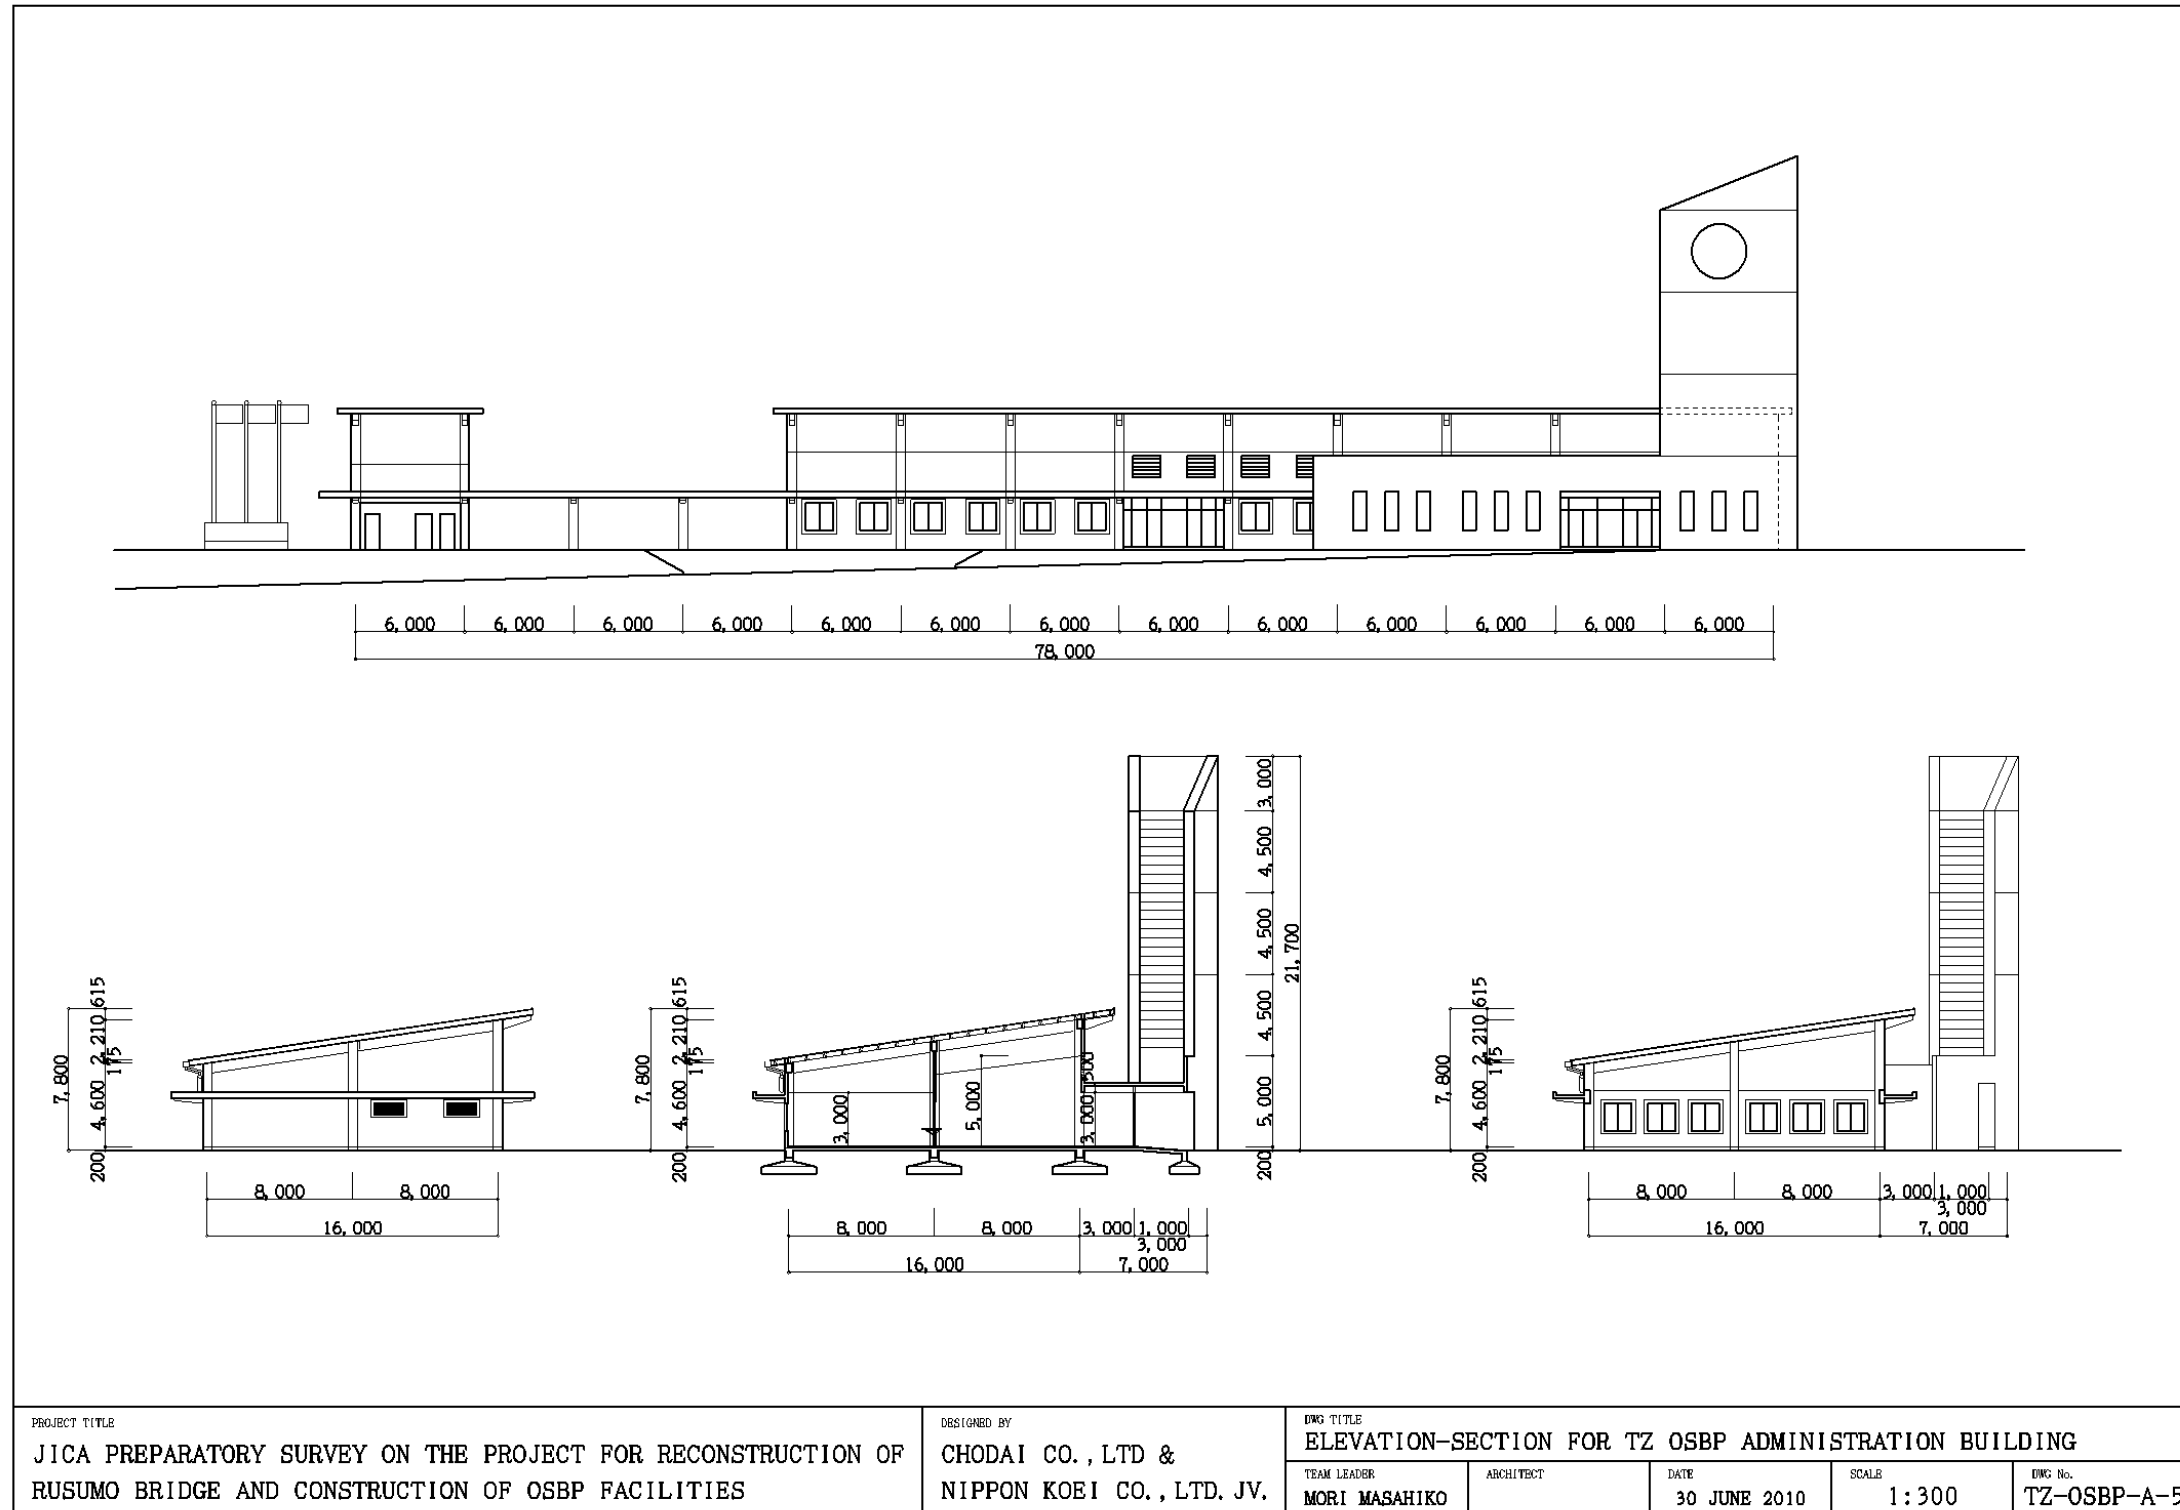 6,000 6,000 6,000 6,000 6,000 6,000 6,000 6,000 6,000 6,000 6,000 6,000 6,000
78,000
7,800
615
2,210
175
4,600
200
8,000 8,000
16,000
7,800
615
2,210
175
4,600
200
3,000
5,000
500
3,000
3,000
4,500
4,500
4,500
5,000
200
21,700
8,000 8,000 3,000 1,000
3,000
16,000 7,000
7,800
615
2,210
175
4,600
200
8,000 8,000 3,000 1,000
3,000
16,000 7,000
PROJECT TITLE
JICA PREPARATORY SURVEY ON THE PROJECT FOR RECONSTRUCTION OF
RUSUMO BRIDGE AND CONSTRUCTION OF OSBP FACILITIES
DESIGNED BY
CHODAI CO.,LTD &
NIPPON KOEI CO.,LTD.JV.
DWG TITLE
ELEVATION-SECTION FOR TZ OSBP ADMINISTRATION BUILDING
TEAM LEADER
MORI MASAHIKO
ARCHITECT
DATE
30 JUNE 2010
SCALE
1:300
DWG No.
TZ-OSBP-A-5